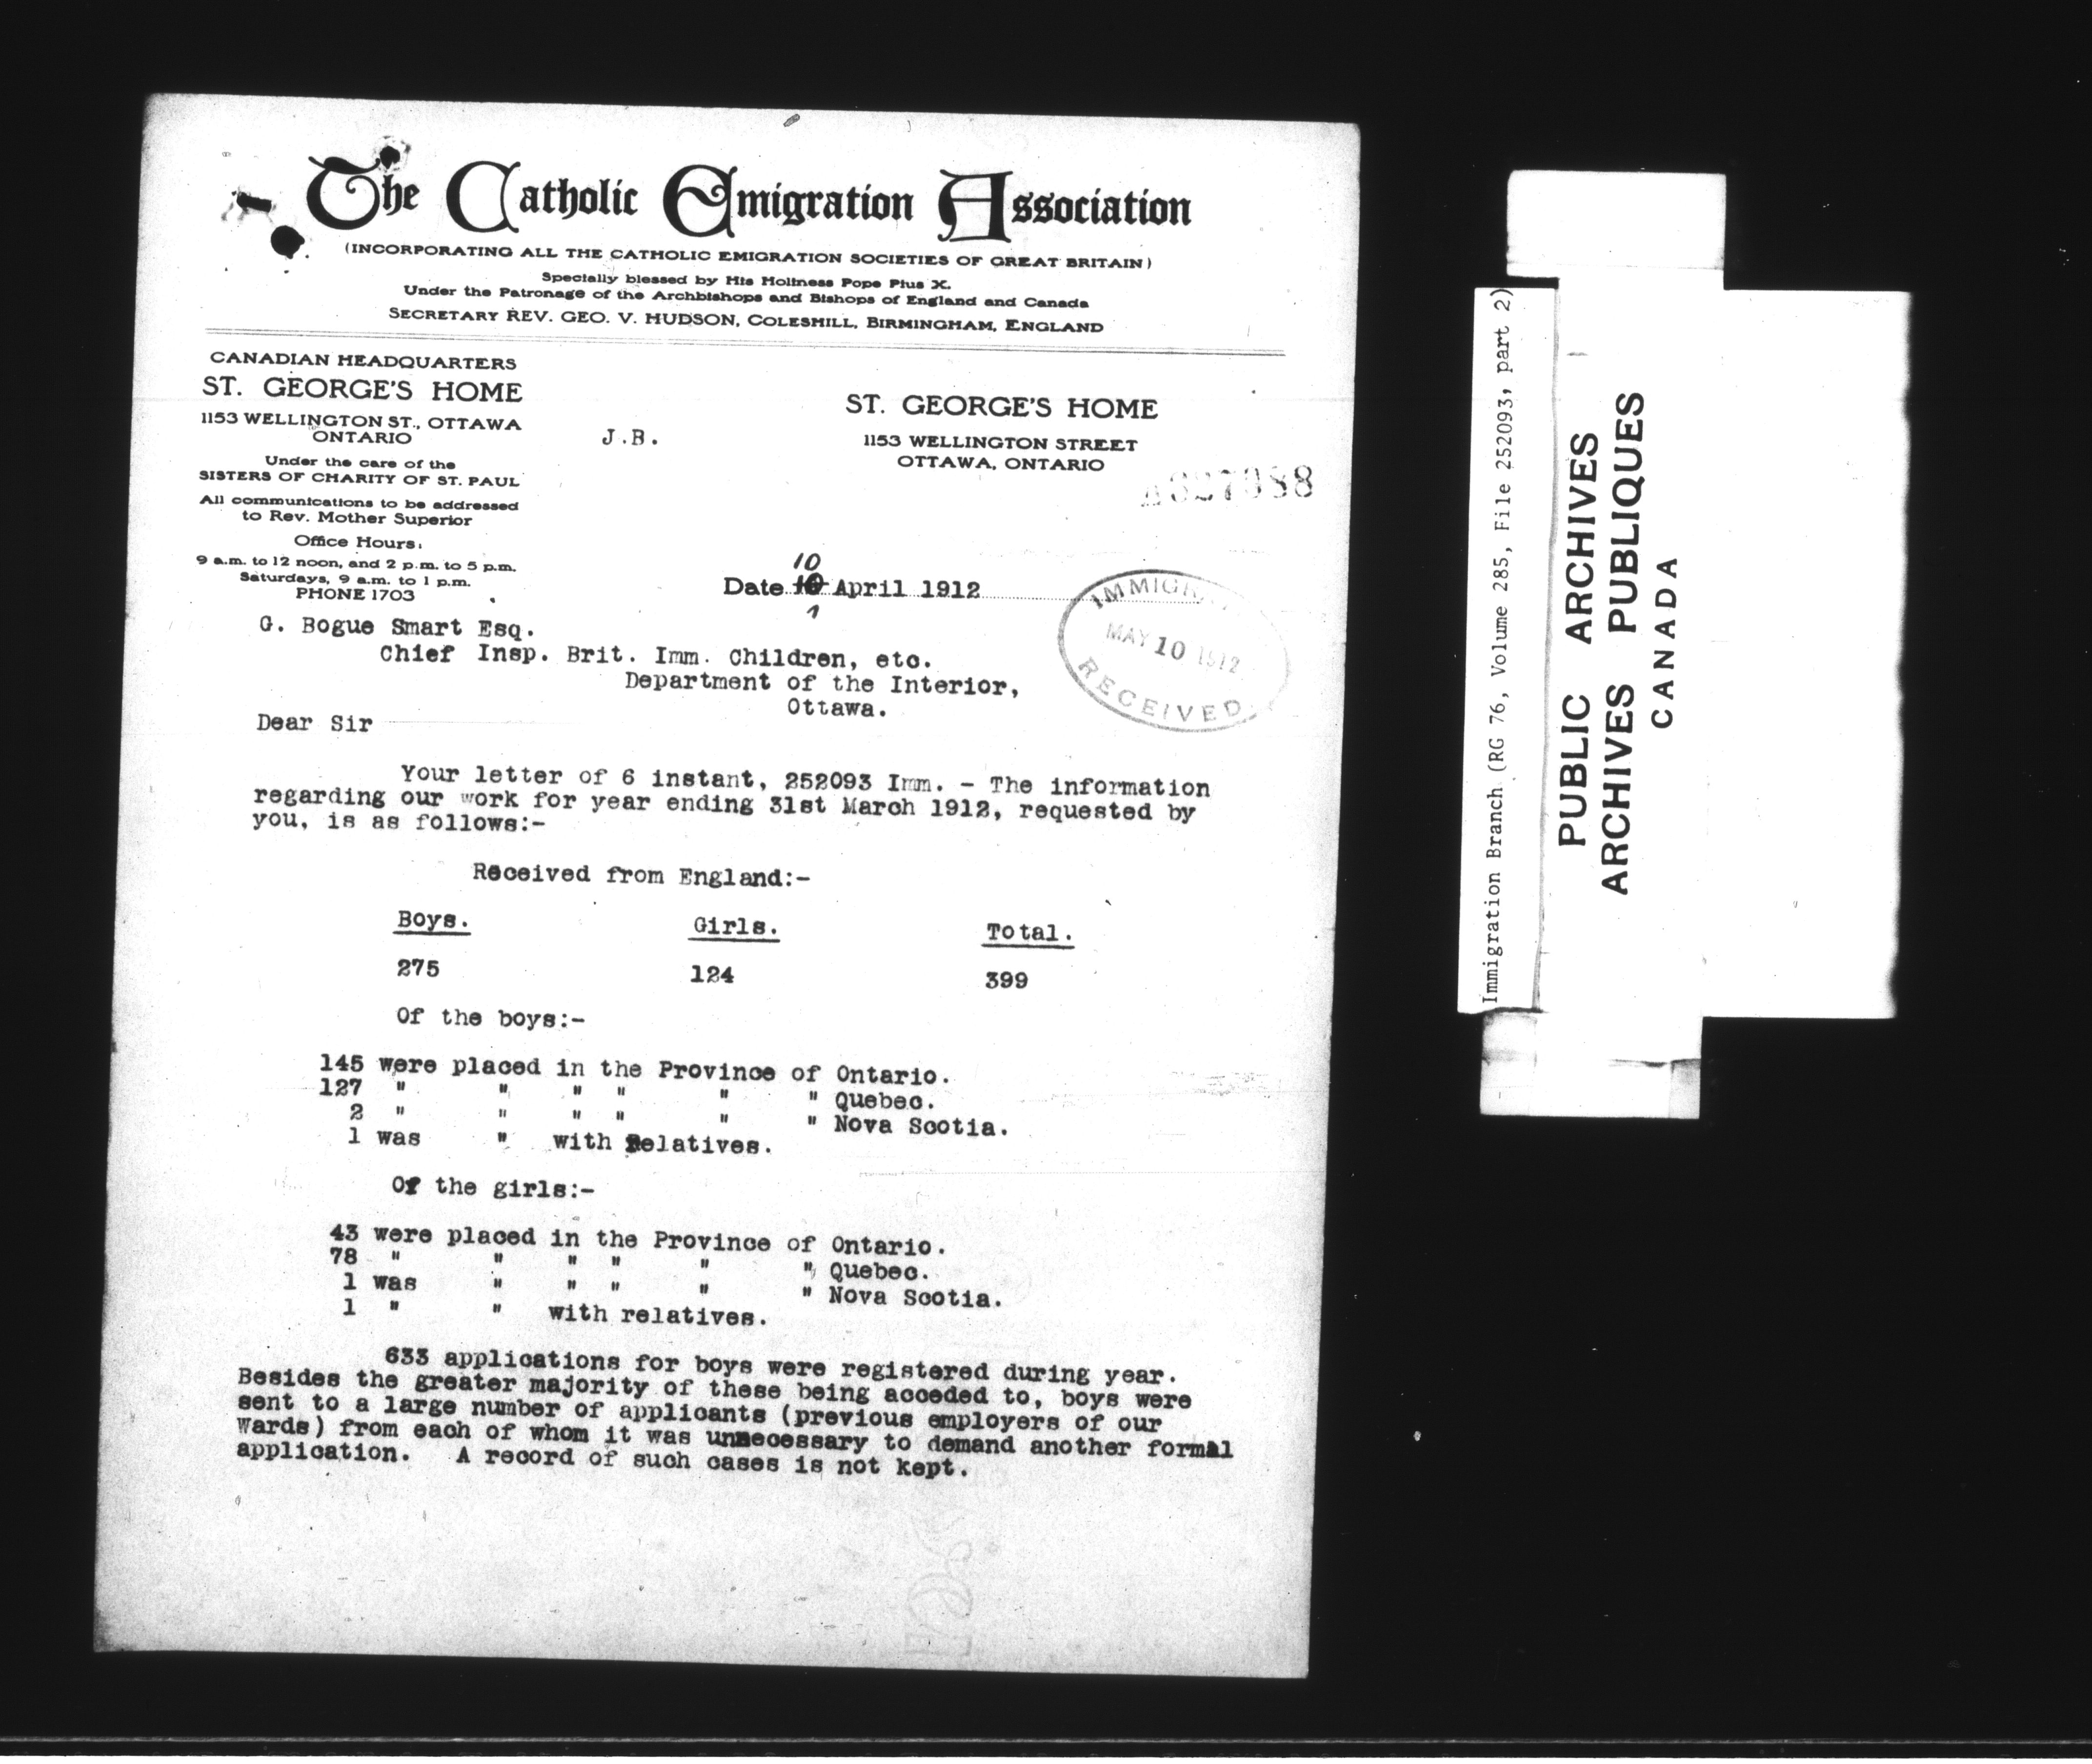 The Catholic Emigration Association
(INCORPORATING ALL THE CATHOLIC EMIGRATION SOCIETIES OF GREAT BRITAIN)
Specially blessed by His Holiness Pope Pius X.
Under the Patronage of the Archbishops and Bishops of England and Canada
SECRETARY REV. GEO. V. HUDSON, COLESHILL, BIRMINGHAM, ENGLAND
CANADIAN HEADQUARTERS
ST. GEORGE'S HOME
1153 WELLINGTON ST., OTTAWA
ONTARIO
Under the care of the
SISTERS OF CHARITY OF ST. PAUL
All communications to be addressed
to Rev. Mother Superior
Office Hours:
9 a.m. to 12 noon, and 2 p.m. to 5 p.m.
Saturdays, 9 a.m. to 1 p.m.
PHONE 1703
J.B.
ST. GEORGE'S HOME
1153 WELLINGTON STREET
OTTAWA, ONTARIO
10
Date 10 April 1912
IMMIGRA
MAY 10 1912
RECEIVED
G. Bogue Smart Esq.
Chief Insp. Brit. Imm. Children, etc.
Department of the Interior,
Ottawa.
Dear Sir
Your letter of 6 instant, 252093 Imm. - The information
regarding our work for year ending 31st March 1912, requested by
you, is as follows:-
Received from England:-
Boys. Girls. Total.
275 124 399
Of the boys:-
145 were placed in the Province of Ontario.
127 " " " " " " Quebec.
2 " " " " " " Nova Scotia.
1 was " with Relatives.
Of the girls:-
43 were placed in the Province of Ontario.
78 " " " " " " Quebec.
1 was " " " " " Nova Scotia.
1 " " with relatives.
633 applications for boys were registered during year.
Besides the greater majority of these being acceded to, boys were
sent to a large number of applicants (previous employers of our
Wards) from each of whom it was unnecessary to demand another formal
application. A record of such cases is not kept.
Immigration Branch (RG 76, Volume 285, File 252093, part 2)
PUBLIC ARCHIVES
ARCHIVES PUBLIQUES
CANADA